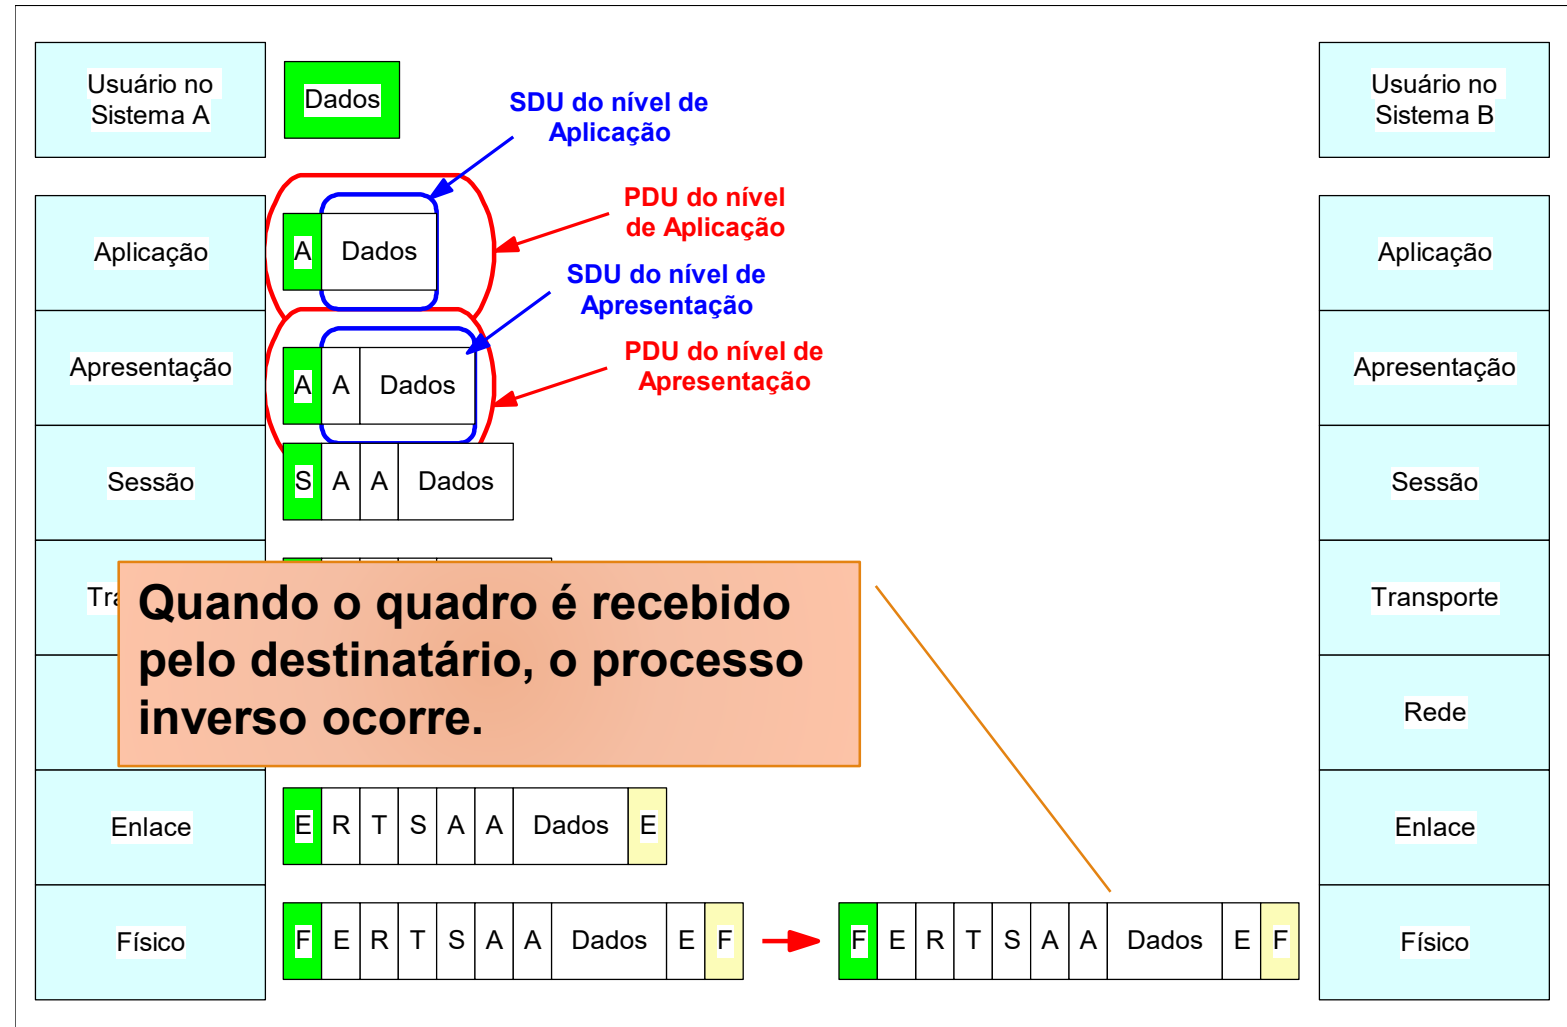 Usuário no
Sistema A
Dados
SDU do nível de
Aplicação
Usuário no
Sistema B
Aplicação
A Dados
PDU do nível
de Aplicação
Aplicação
SDU do nível de
Apresentação
Apresentação
A A Dados
PDU do nível de
Apresentação
Apresentação
Sessão
S A A Dados
Sessão
Transporte
Quando o quadro é recebido
pelo destinatário, o processo
inverso ocorre.
Rede
Enlace
E R T S A A Dados E
Enlace
Físico
F E R T S A A Dados E F
F E R T S A A Dados E F
Físico